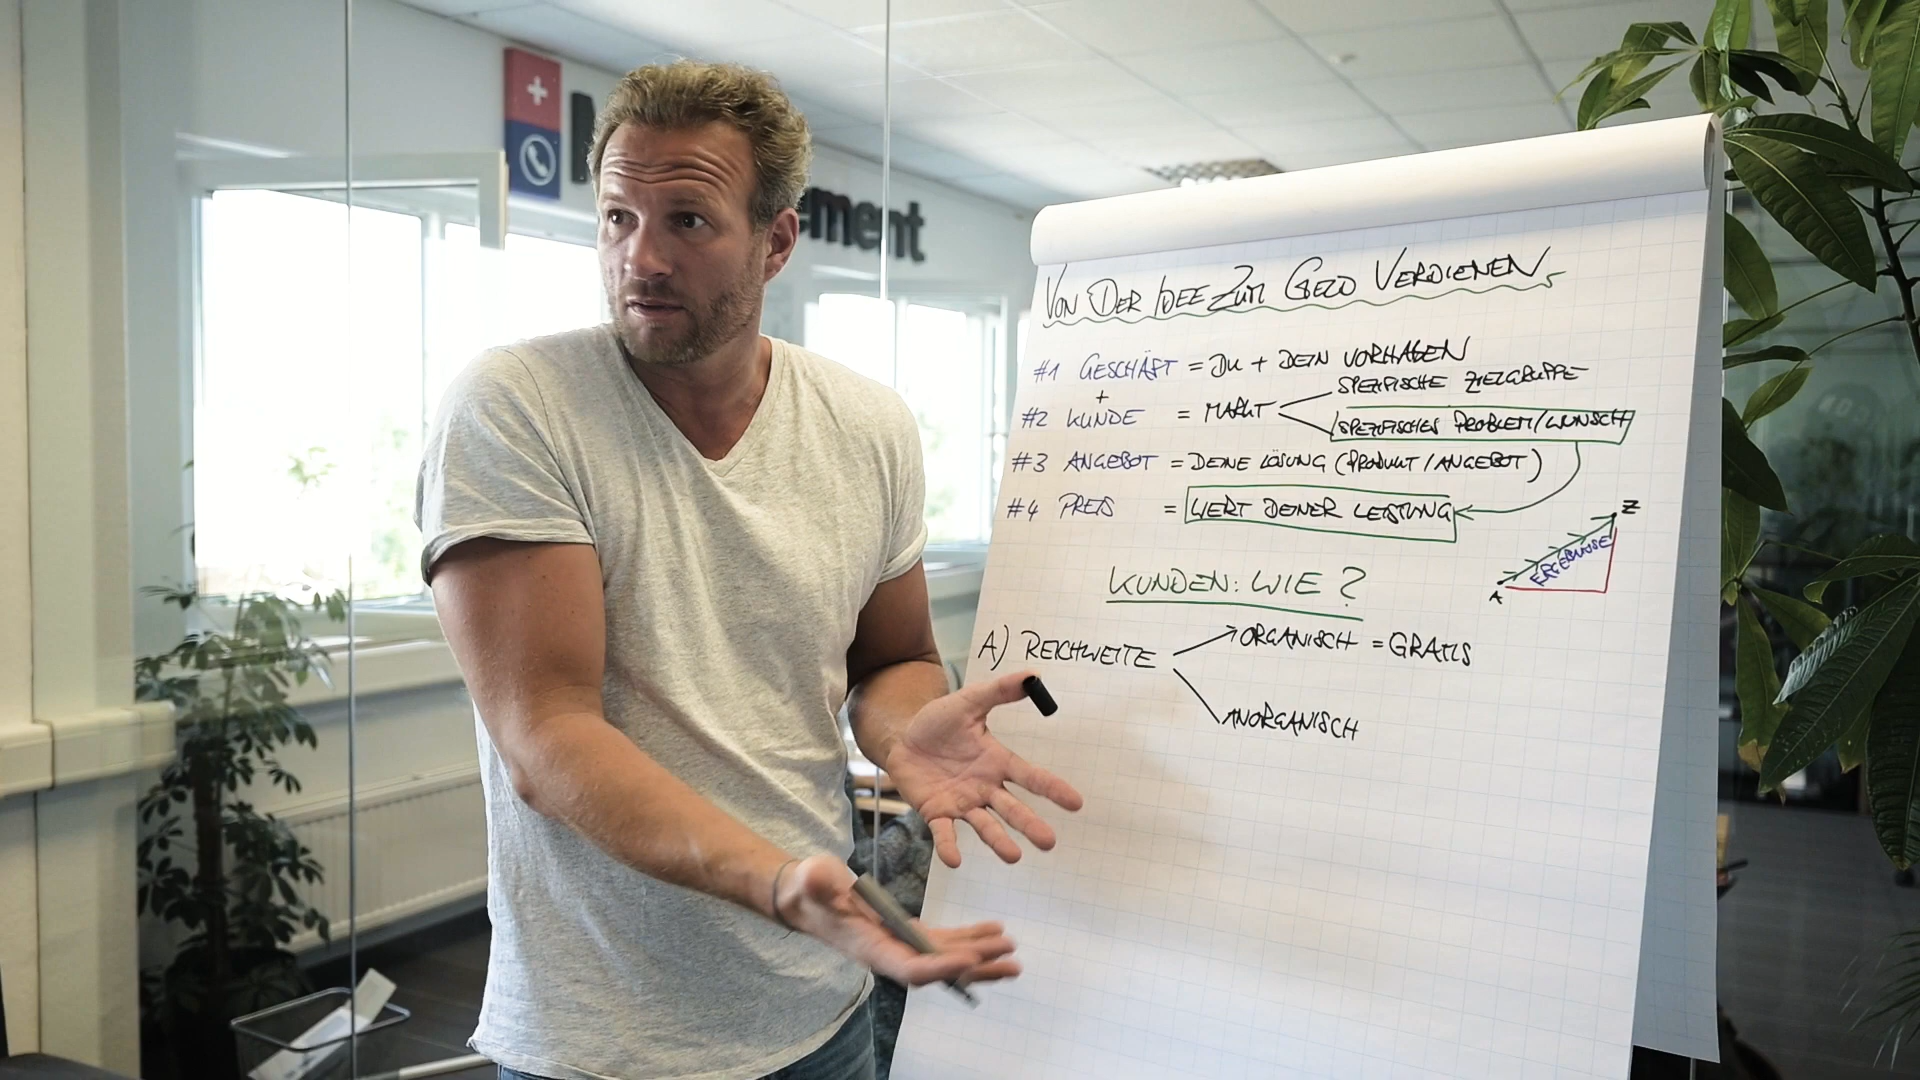 ement
VON DER IDEE ZUM GELD VERDIENEN
#1 GESCHÄFT = DU + DEIN VORHABEN
+
SPEZIFISCHE ZIELGRUPPE
#2 KUNDE = MARKT
SPEZIFISCHES PROBLEM/WUNSCH
#3 ANGEBOT = DEINE LÖSUNG (PRODUKT / ANGEBOT)
#4 PREIS = WERT DEINER LEISTUNG
Z
ERGEBNISSE
A
KUNDEN: WIE ?
A) REICHWEITE
ORGANISCH = GRATIS
ANORGANISCH